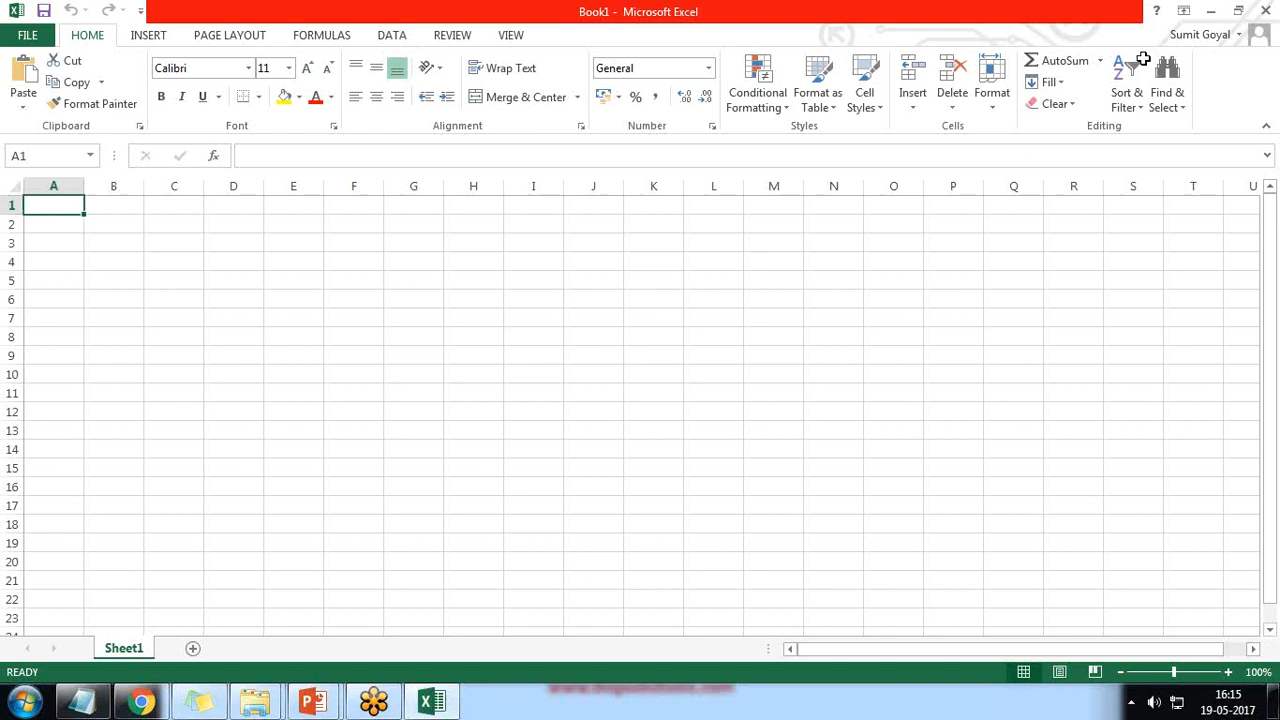 Book1 - Microsoft Excel
?
FILE HOME INSERT PAGE LAYOUT FORMULAS DATA REVIEW VIEW
Sumit Goyal
Paste
Cut
Copy
Format Painter
Clipboard
Calibri 11
B I U
Font
Wrap Text
Merge & Center
Alignment
General
%
Number
Conditional Formatting
Format as Table
Cell Styles
Styles
Insert
Delete
Format
Cells
AutoSum
Fill
Clear
Sort & Filter
Find & Select
Editing
A1
fx
A B C D E F G H I J K L M N O P Q R S T U
1
2
3
4
5
6
7
8
9
10
11
12
13
14
15
16
17
18
19
20
21
22
23
24
Sheet1
READY
100%
16:15
19-05-2017